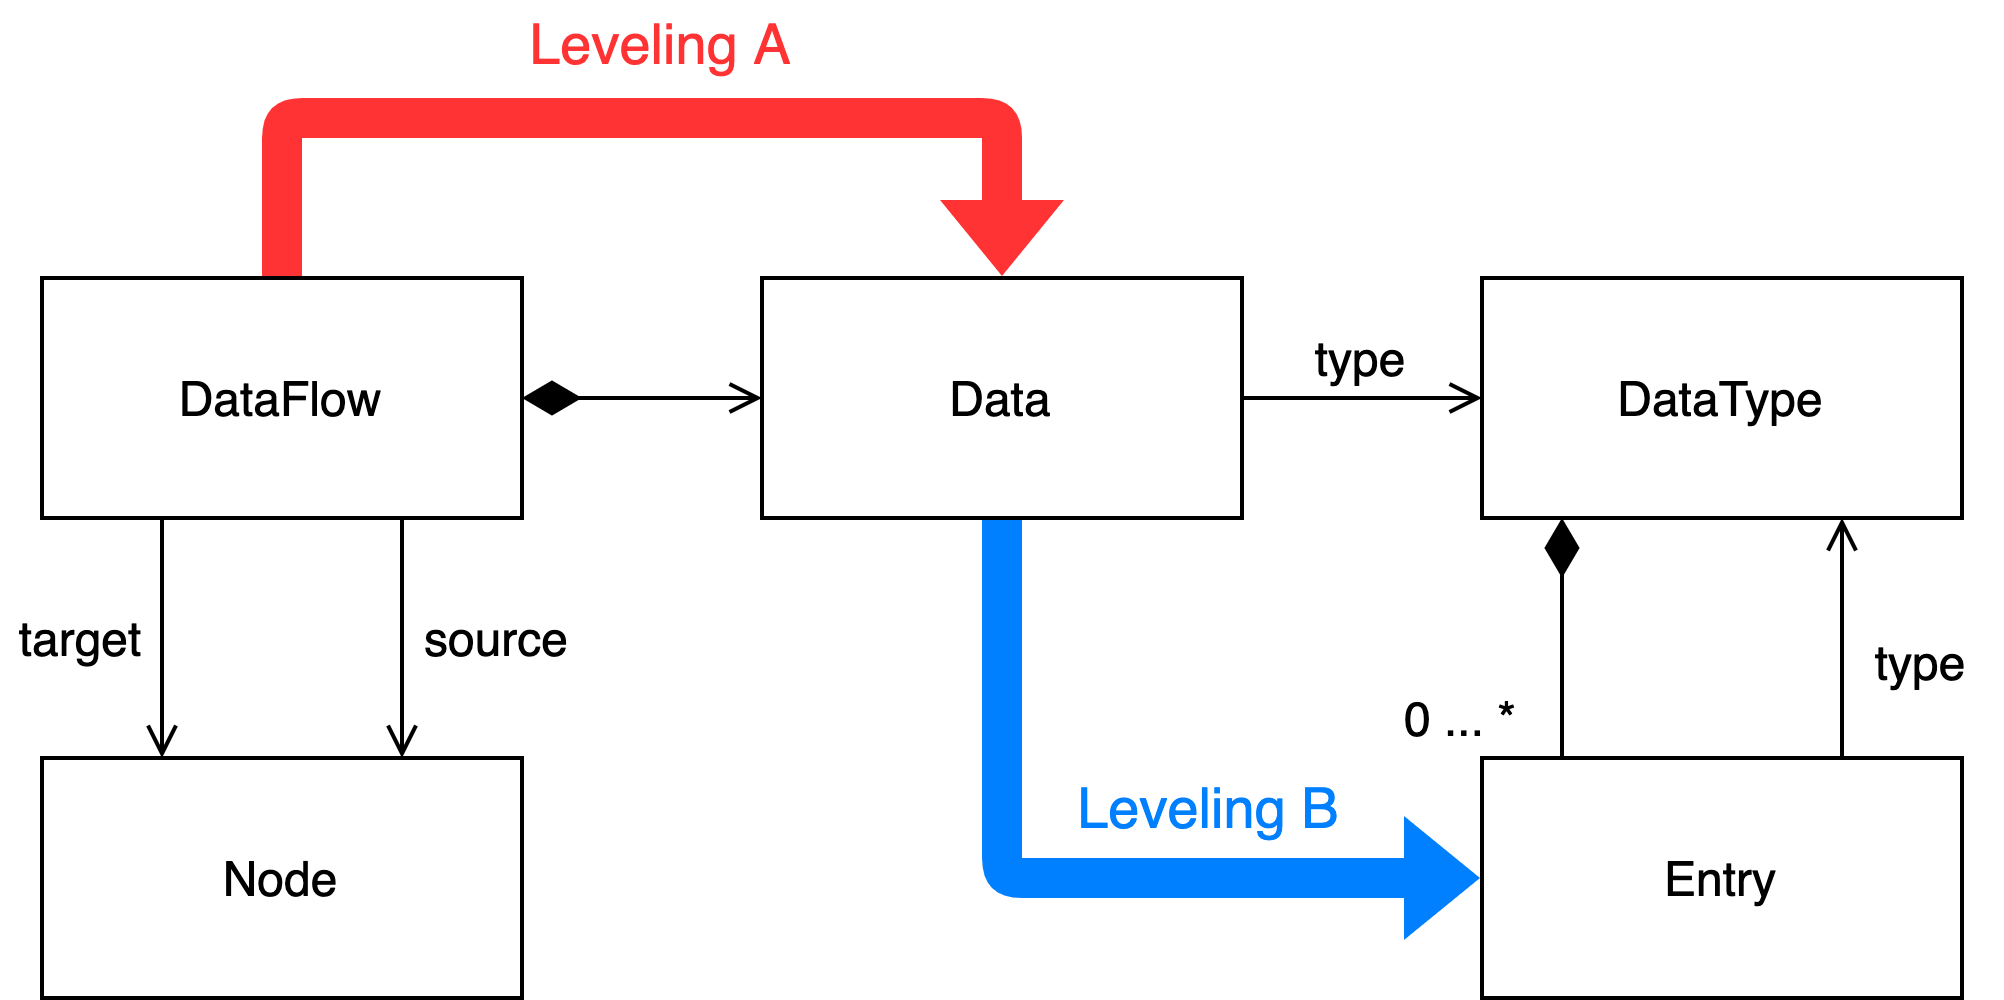 Leveling A
DataFlow
Data
type
DataType
target
source
type
0 ... *
Leveling B
Node
Entry